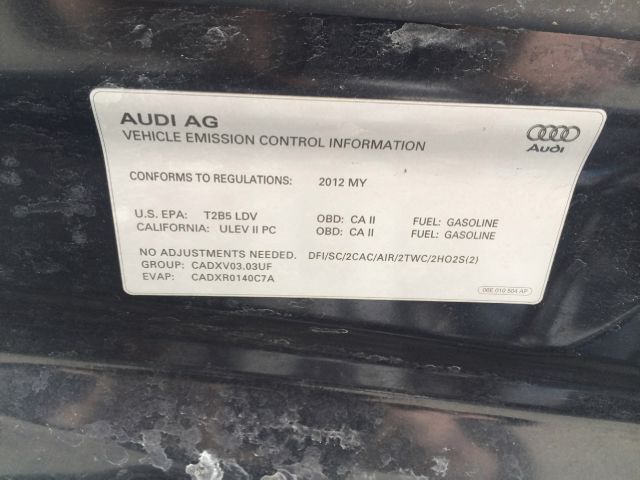 AUDI AG
VEHICLE EMISSION CONTROL INFORMATION
Audi
CONFORMS TO REGULATIONS: 2012 MY
U.S. EPA: T2B5 LDV OBD: CA II FUEL: GASOLINE
CALIFORNIA: ULEV II PC OBD: CA II FUEL: GASOLINE
NO ADJUSTMENTS NEEDED. DFI/SC/2CAC/AIR/2TWC/2HO2S(2)
GROUP: CADXV03.03UF
EVAP: CADXR0140C7A
06E 010 504 AP